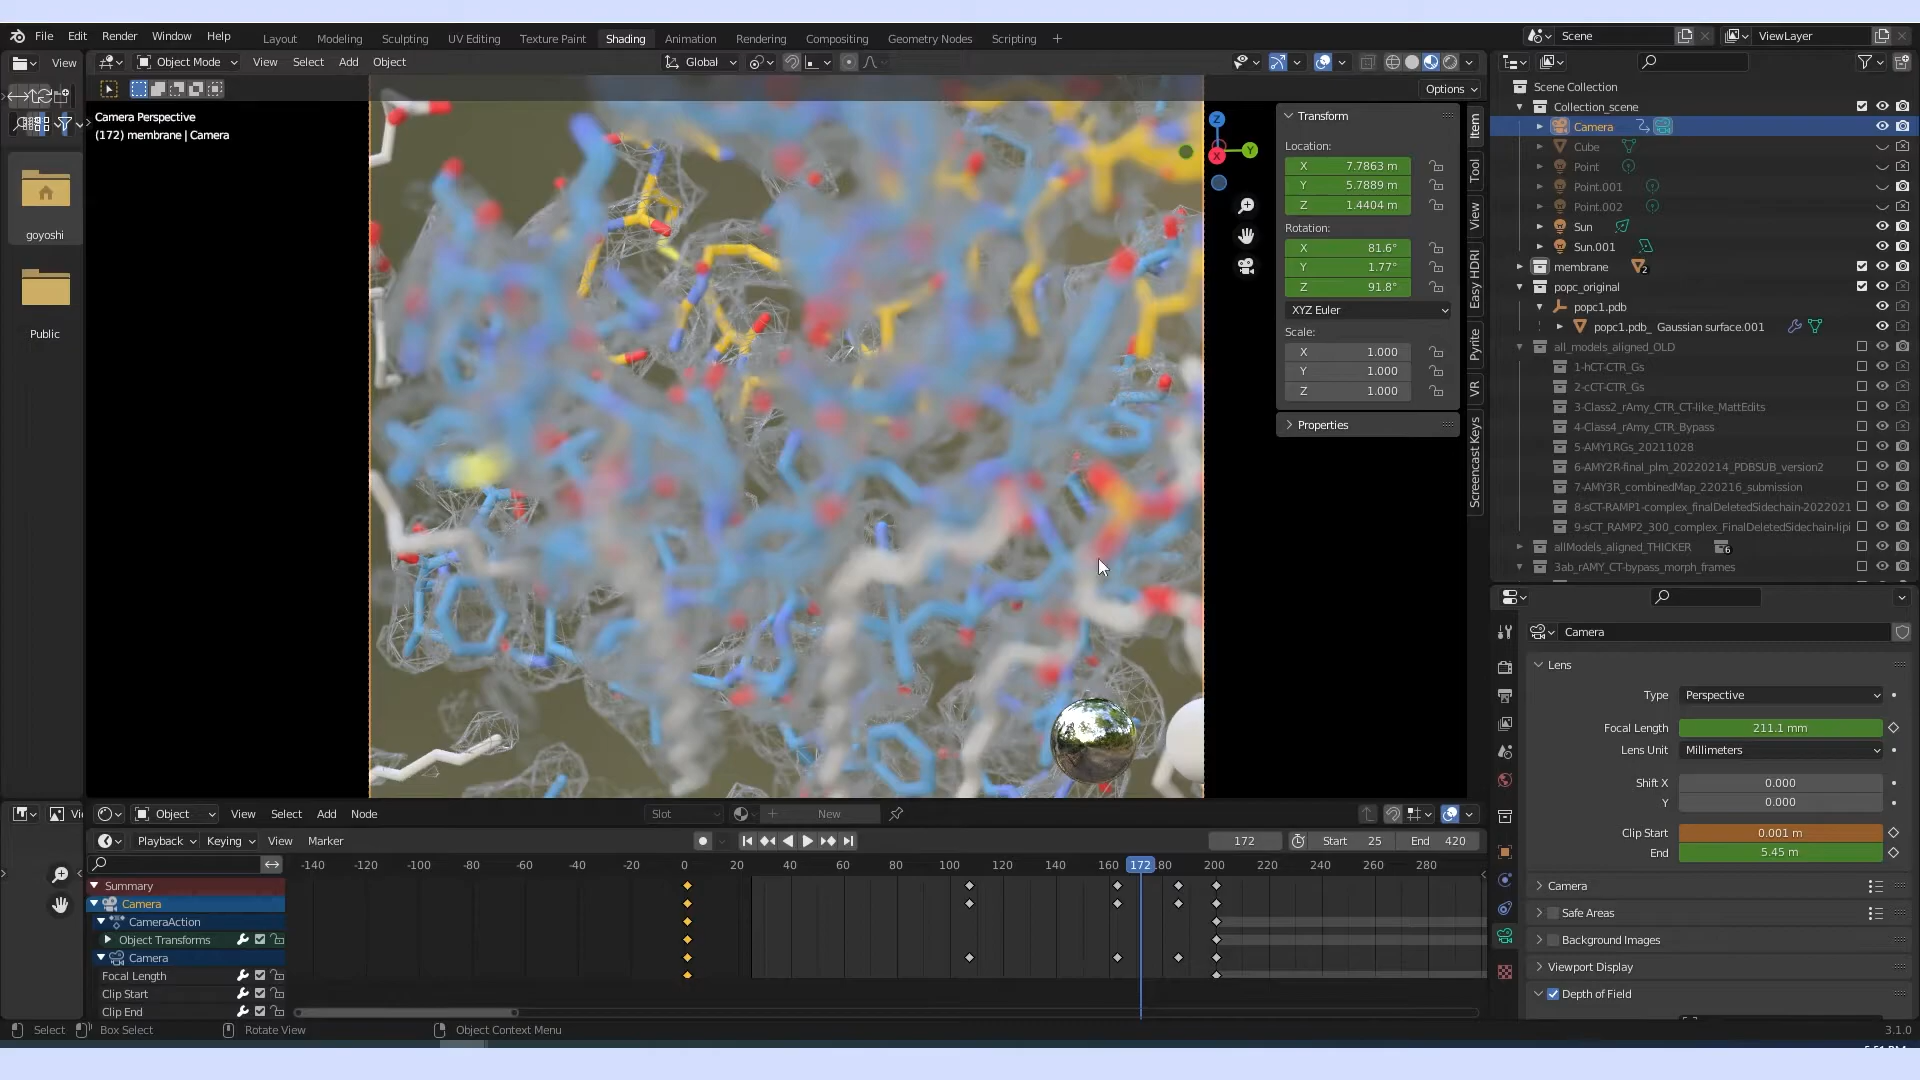 File Edit Render Window Help
Layout Modeling Sculpting UV Editing Texture Paint Shading Animation Rendering Compositing Geometry Nodes Scripting
Scene ViewLayer
View Object Mode View Select Add Object Global
Options
goyoshi
Public
Camera Perspective
(172) membrane | Camera
Z
Y
X
Transform
Location:
X 7.7863 m
Y 5.7889 m
Z 1.4404 m
Rotation:
X 81.6°
Y 1.77°
Z 91.8°
XYZ Euler
Scale:
X 1.000
Y 1.000
Z 1.000
Properties
Item
Tool
View
Easy HDRI
Pyrite
VR
Screencast Keys
Scene Collection
Collection_scene
Camera
Cube
Point
Point.001
Point.002
Sun
Sun.001
membrane 2
popc_original
popc1.pdb
popc1.pdb_ Gaussian surface.001
all_models_aligned_OLD
1-hCT-CTR_Gs
2-cCT-CTR_Gs
3-Class2_rAmy_CTR_CT-like_MattEdits
4-Class4_rAmy_CTR_Bypass
5-AMY1RGs_20211028
6-AMY2R-final_plm_20220214_PDBSUB_version2
7-AMY3R_combinedMap_220216_submission
8-sCT-RAMP1-complex_finalDeletedSidechain-2022021
9-sCT_RAMP2_300_complex_FinalDeletedSidechain-lipi
allModels_aligned_THICKER 6
3ab_rAMY_CT-bypass_morph_frames
Camera
Lens
Type Perspective
Focal Length 211.1 mm
Lens Unit Millimeters
Shift X 0.000
Y 0.000
Clip Start 0.001 m
End 5.45 m
Camera
Safe Areas
Background Images
Viewport Display
Depth of Field
Vi Object View Select Add Node Slot New
Playback Keying View Marker 172 Start 25 End 420
-140 -120 -100 -80 -60 -40 -20 0 20 40 60 80 100 120 140 160 172 80 200 220 240 260 280
Summary
Camera
CameraAction
Object Transforms
Camera
Focal Length
Clip Start
Clip End
Select Box Select Rotate View Object Context Menu 3.1.0